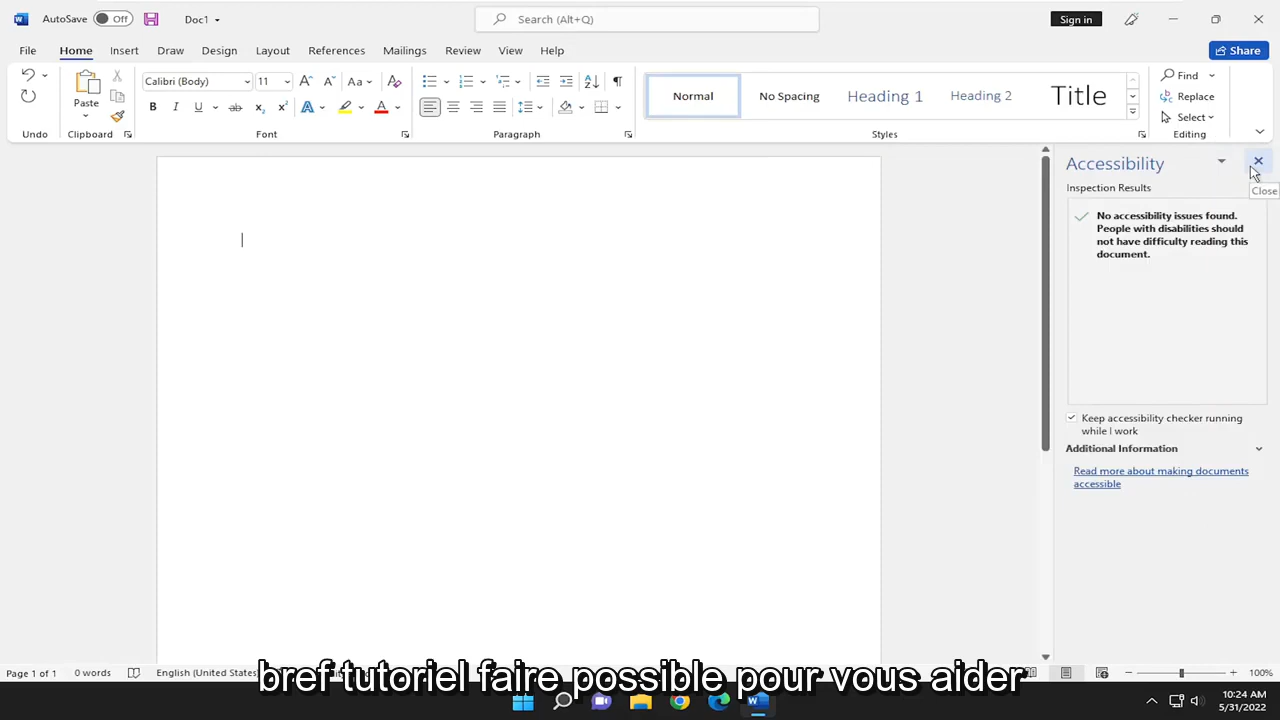 AutoSave Off Doc1 Search (Alt+Q) Sign in
File Home Insert Draw Design Layout References Mailings Review View Help Share
Calibri (Body) 11 Aa
Paste
B I U ab x₂ x² A A
Normal No Spacing Heading 1 Heading 2 Title
Find
Replace
Select
Undo Clipboard Font Paragraph Styles Editing
Accessibility
Close
Inspection Results
No accessibility issues found.
People with disabilities should
not have difficulty reading this
document.
Keep accessibility checker running
while I work
Additional Information
Read more about making documents
accessible
Page 1 of 1 0 words English (United States 100%
bref tutoriel faire possible pour vous aider
10:24 AM
5/31/2022